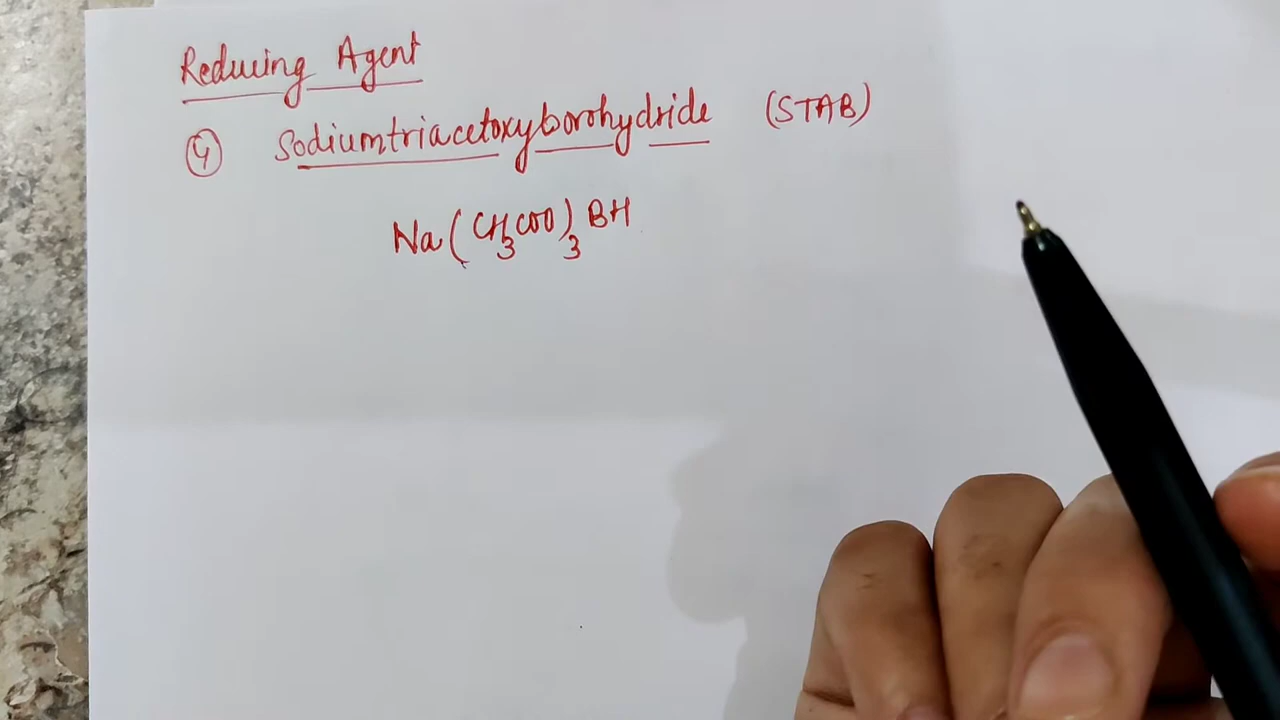 Reducing Agent
④ Sodiumtriacetoxyborohydride (STAB)
Na(CH₃COO)₃BH